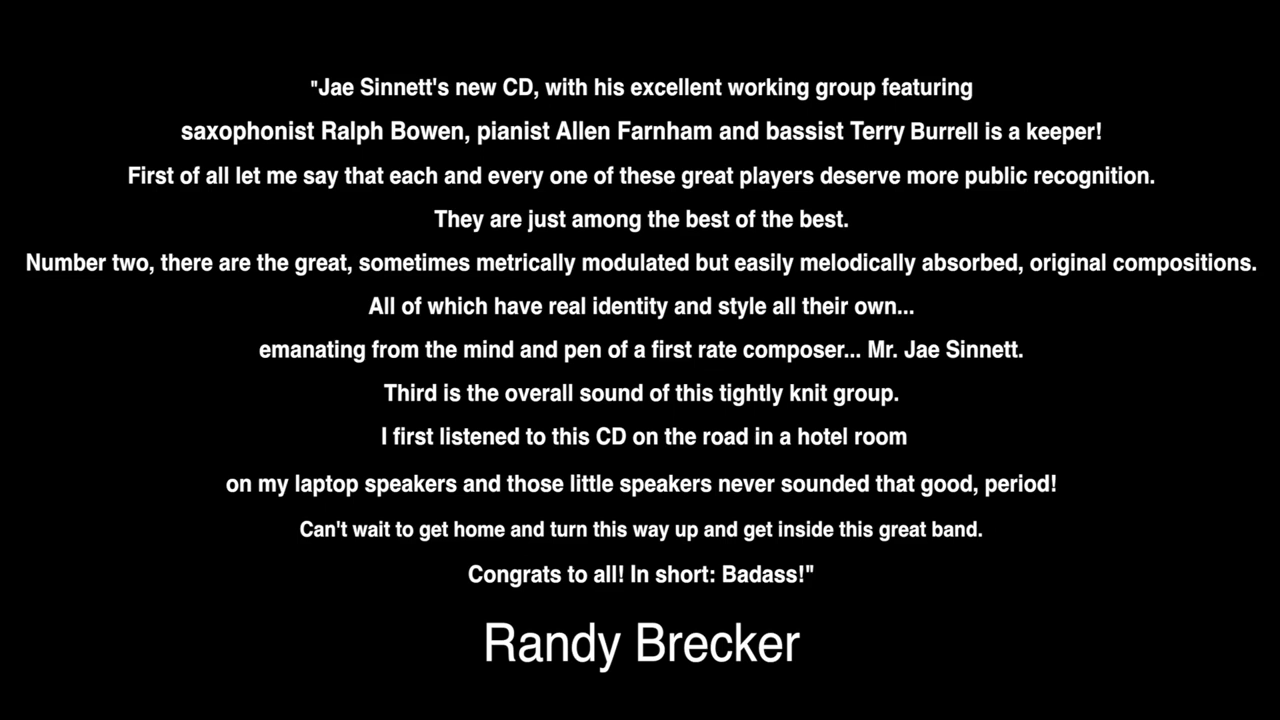 "Jae Sinnett's new CD, with his excellent working group featuring
saxophonist Ralph Bowen, pianist Allen Farnham and bassist Terry Burrell is a keeper!
First of all let me say that each and every one of these great players deserve more public recognition.
They are just among the best of the best.
Number two, there are the great, sometimes metrically modulated but easily melodically absorbed, original compositions.
All of which have real identity and style all their own...
emanating from the mind and pen of a first rate composer... Mr. Jae Sinnett.
Third is the overall sound of this tightly knit group.
I first listened to this CD on the road in a hotel room
on my laptop speakers and those little speakers never sounded that good, period!
Can't wait to get home and turn this way up and get inside this great band.
Congrats to all! In short: Badass!"
Randy Brecker